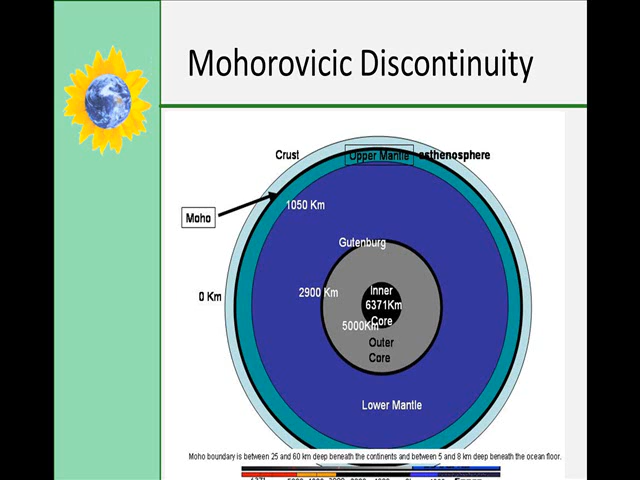 Mohorovicic Discontinuity
Crust
Upper Mantle
asthenosphere
1050 Km
Moho
Gutenburg
0 Km
2900 Km
Inner
6371Km
Core
5000Km
Outer
Core
Lower Mantle
Moho boundary is between 25 and 60 km deep beneath the continents and between 5 and 8 km deep beneath the ocean floor.